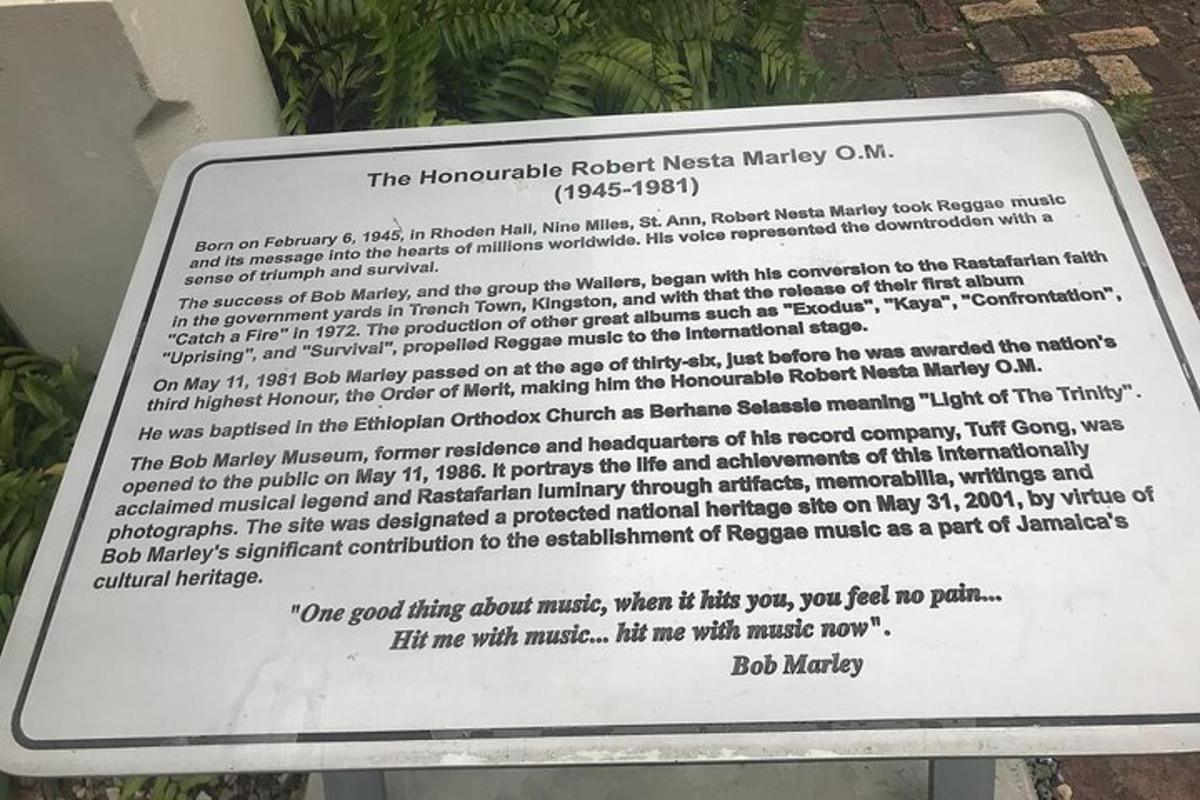 The Honourable Robert Nesta Marley O.M.
(1945-1981)
Born on February 6, 1945, in Rhoden Hall, Nine Miles, St. Ann, Robert Nesta Marley took Reggae music
and its message into the hearts of millions worldwide. His voice represented the downtrodden with a
sense of triumph and survival.
The success of Bob Marley, and the group the Wailers, began with his conversion to the Rastafarian faith
in the government yards in Trench Town, Kingston, and with that the release of their first album
"Catch a Fire" in 1972. The production of other great albums such as "Exodus", "Kaya", "Confrontation",
"Uprising", and "Survival", propelled Reggae music to the international stage.
On May 11, 1981 Bob Marley passed on at the age of thirty-six, just before he was awarded the nation's
third highest Honour, the Order of Merit, making him the Honourable Robert Nesta Marley O.M.
He was baptised in the Ethiopian Orthodox Church as Berhane Selassie meaning "Light of The Trinity".
The Bob Marley Museum, former residence and headquarters of his record company, Tuff Gong, was
opened to the public on May 11, 1986. It portrays the life and achievements of this internationally
acclaimed musical legend and Rastafarian luminary through artifacts, memorabilia, writings and
photographs. The site was designated a protected national heritage site on May 31, 2001, by virtue of
Bob Marley's significant contribution to the establishment of Reggae music as a part of Jamaica's
cultural heritage.
"One good thing about music, when it hits you, you feel no pain...
Hit me with music... hit me with music now".
Bob Marley